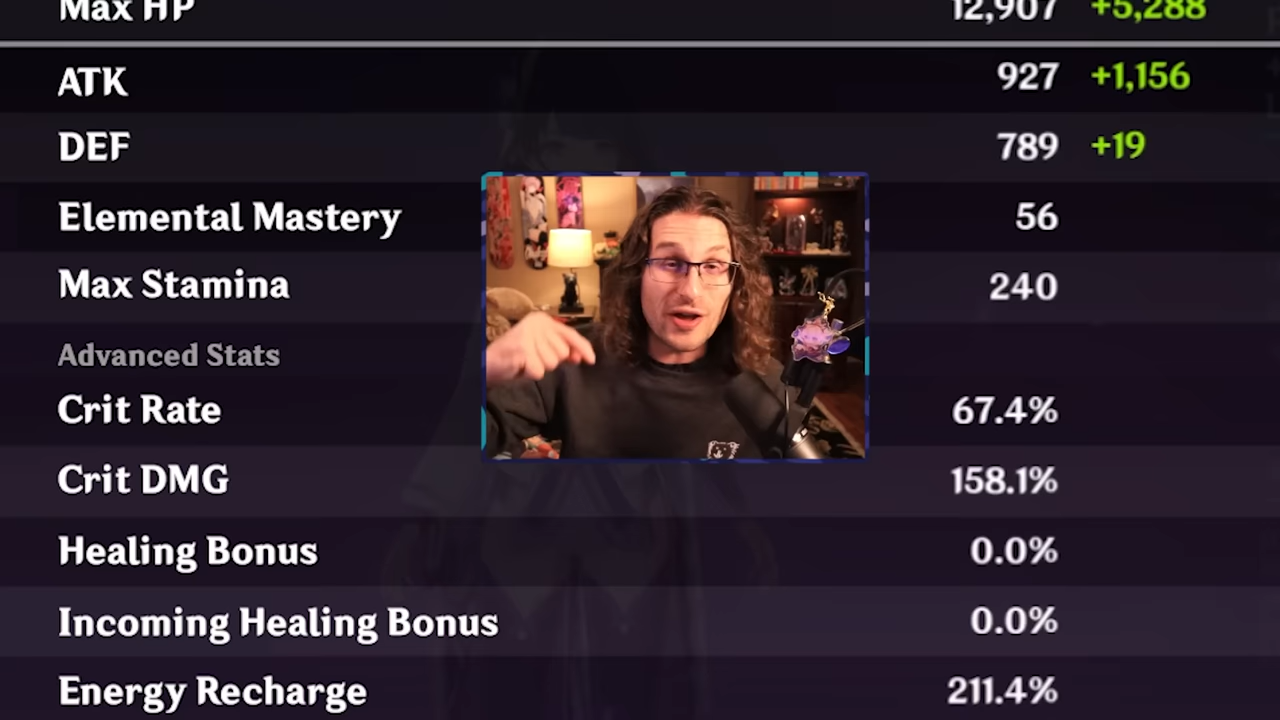 Max HP 12,907 +5,288
ATK 927 +1,156
DEF 789 +19
Elemental Mastery 56
Max Stamina 240
Advanced Stats
Crit Rate 67.4%
Crit DMG 158.1%
Healing Bonus 0.0%
Incoming Healing Bonus 0.0%
Energy Recharge 211.4%